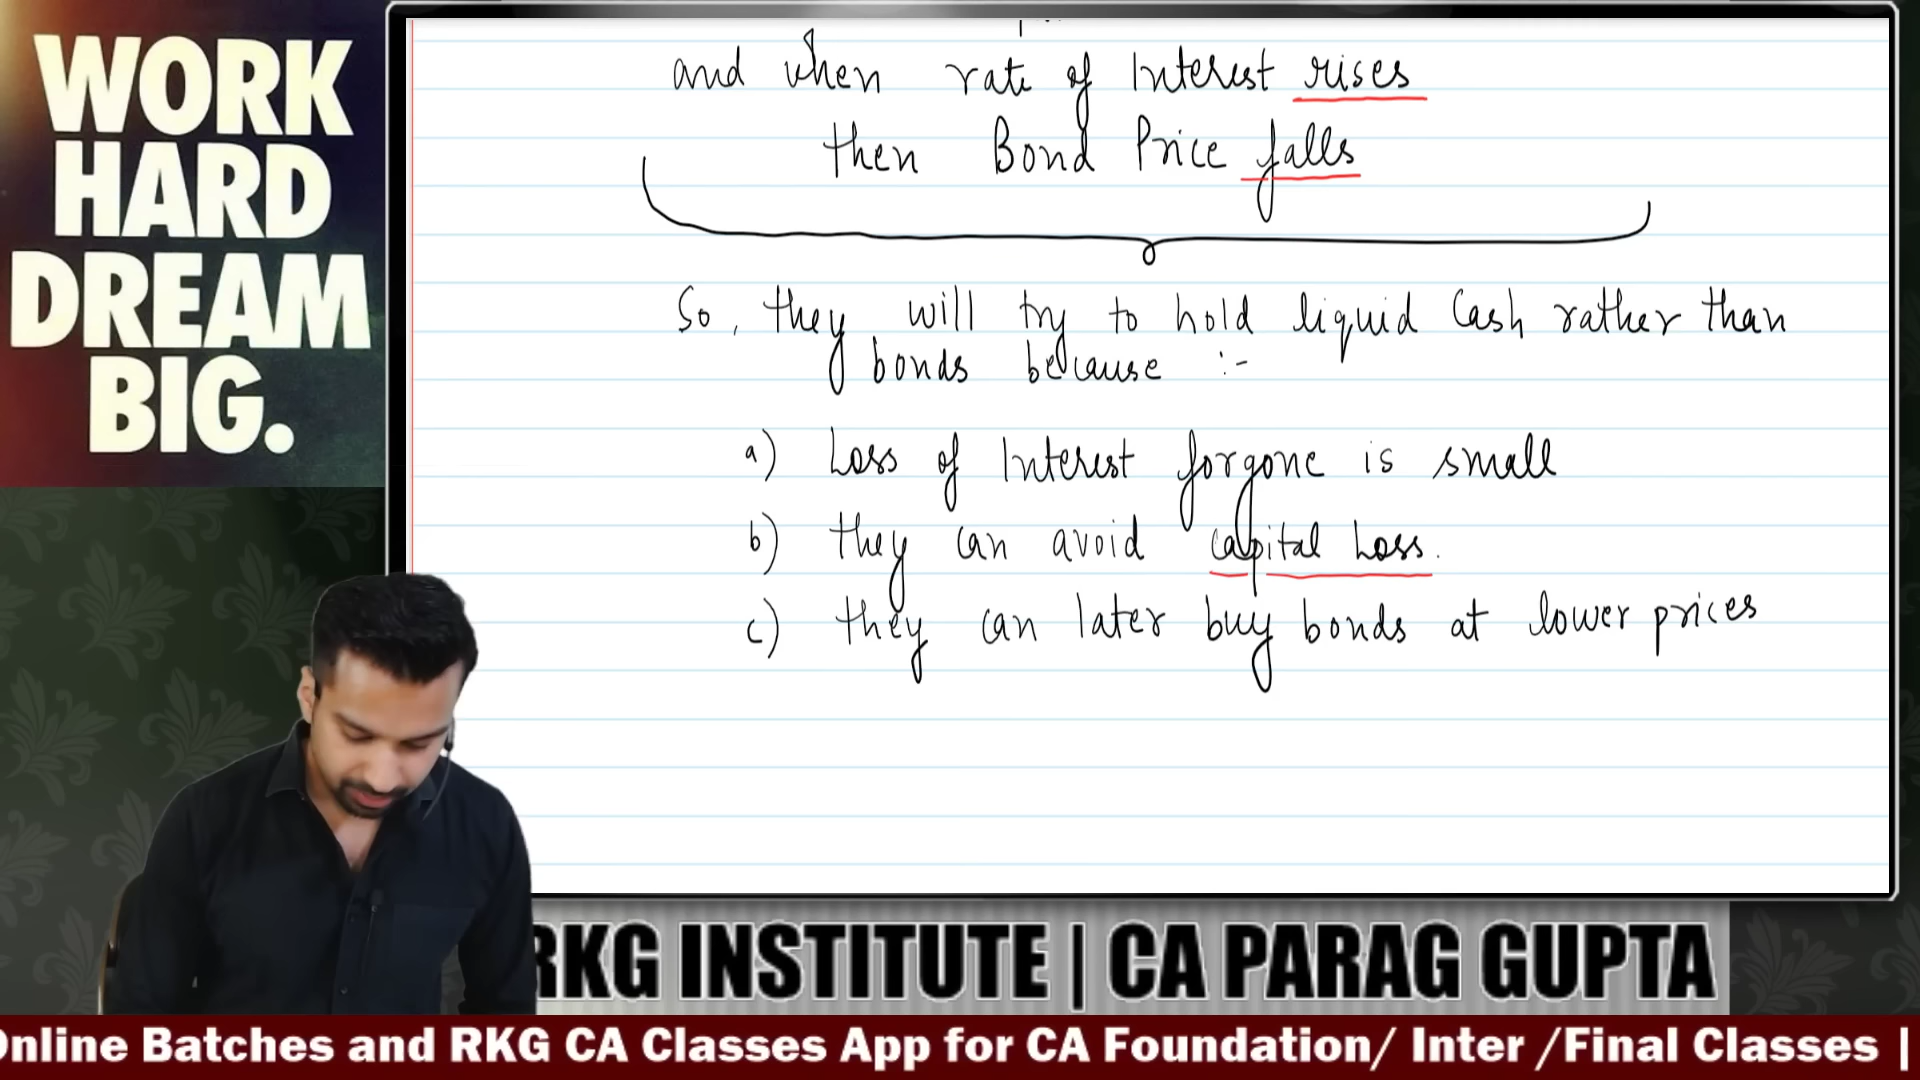 WORK
HARD
DREAM
BIG.
and when rate of Interest rises
then Bond Price falls
So, they will try to hold liquid Cash rather than
bonds because :-
a) Loss of Interest forgone is small
b) they can avoid capital Loss.
c) they can later buy bonds at lower prices
RKG INSTITUTE | CA PARAG GUPTA
Online Batches and RKG CA Classes App for CA Foundation/ Inter /Final Classes |